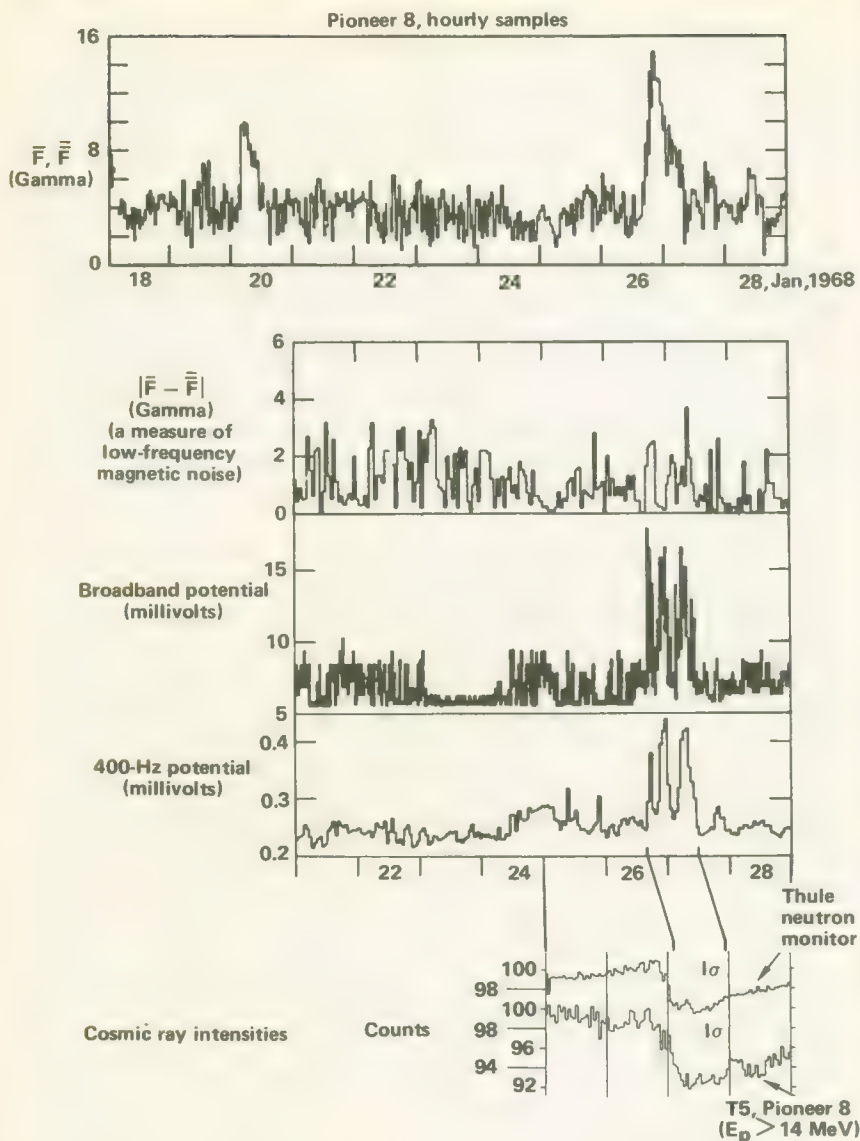 Pioneer 8, hourly samples
16
8
0
F̄, F̿
(Gamma)
18 20 22 24 26 28, Jan, 1968
6
4
2
0
|F̄ – F̿|
(Gamma)
(a measure of
low-frequency
magnetic noise)
15
10
5
Broadband potential
(millivolts)
0.4
0.3
0.2
400-Hz potential
(millivolts)
22 24 26 28
Thule
neutron
monitor
100
98
100
98
96
94
92
Iσ
Iσ
Cosmic ray intensities
Counts
T5, Pioneer 8
(Ep > 14 MeV)